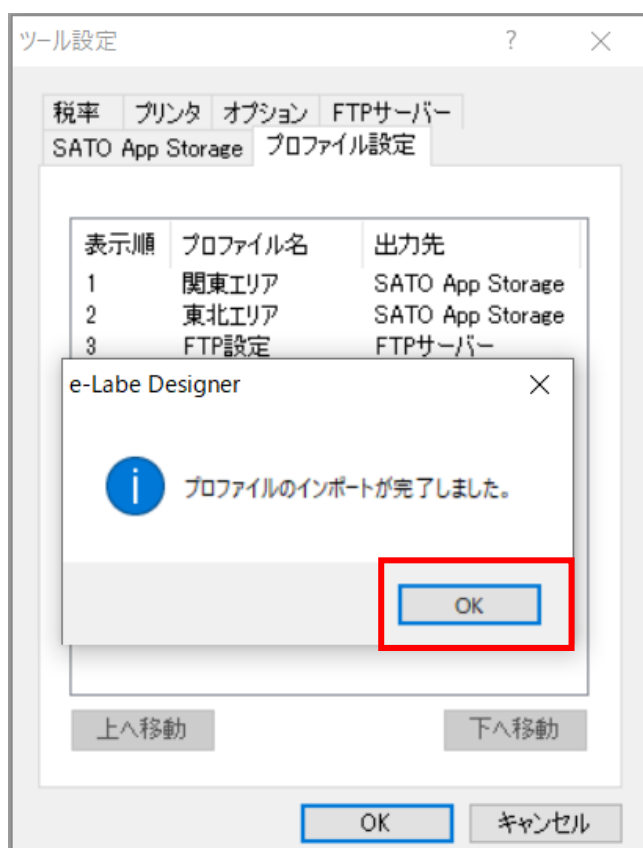 ツール設定
税率 プリンタ オプション FTPサーバー
SATO App Storage プロファイル設定
表示順 プロファイル名 出力先
1 関東エリア SATO App Storage
2 東北エリア SATO App Storage
3 FTP設定 FTPサーバー
e-Labe Designer
プロファイルのインポートが完了しました。
OK
上へ移動 下へ移動
OK キャンセル